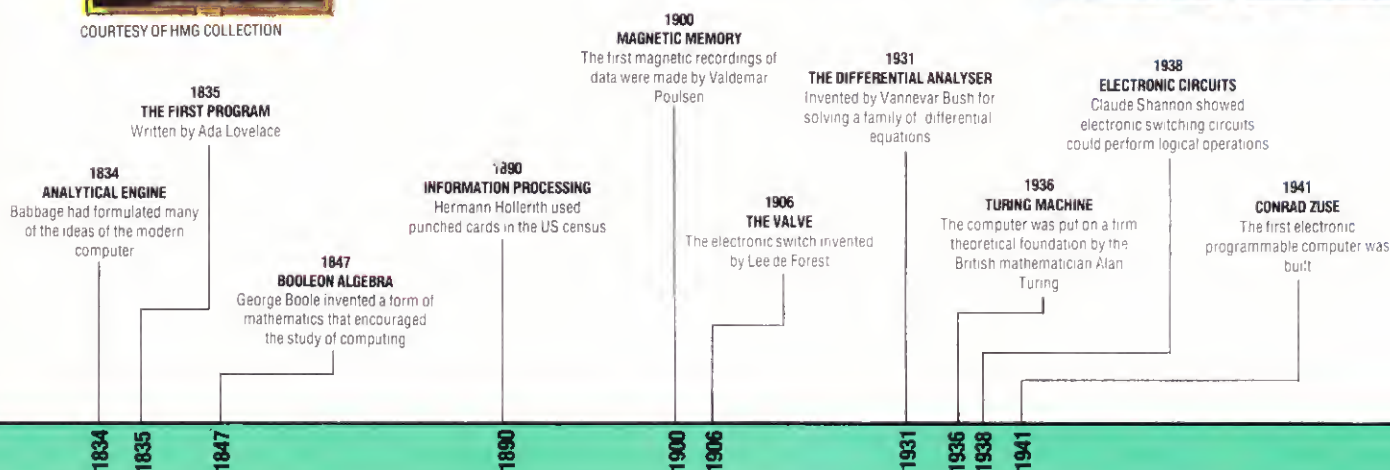 COURTESY OF HMG COLLECTION
1834
ANALYTICAL ENGINE
Babbage had formulated many
of the ideas of the modern
computer
1835
THE FIRST PROGRAM
Written by Ada Lovelace
1847
BOOLEON ALGEBRA
George Boole invented a form of
mathematics that encouraged
the study of computing
1890
INFORMATION PROCESSING
Hermann Hollerith used
punched cards in the US census
1900
MAGNETIC MEMORY
The first magnetic recordings of
data were made by Valdemar
Poulsen
1906
THE VALVE
The electronic switch invented
by Lee de Forest
1931
THE DIFFERENTIAL ANALYSER
Invented by Vannevar Bush for
solving a family of differential
equations
1936
TURING MACHINE
The computer was put on a firm
theoretical foundation by the
British mathematician Alan
Turing
1938
ELECTRONIC CIRCUITS
Claude Shannon showed
electronic switching circuits
could perform logical operations
1941
CONRAD ZUSE
The first electronic
programmable computer was
built
1834
1835
1847
1890
1900
1906
1931
1936
1938
1941